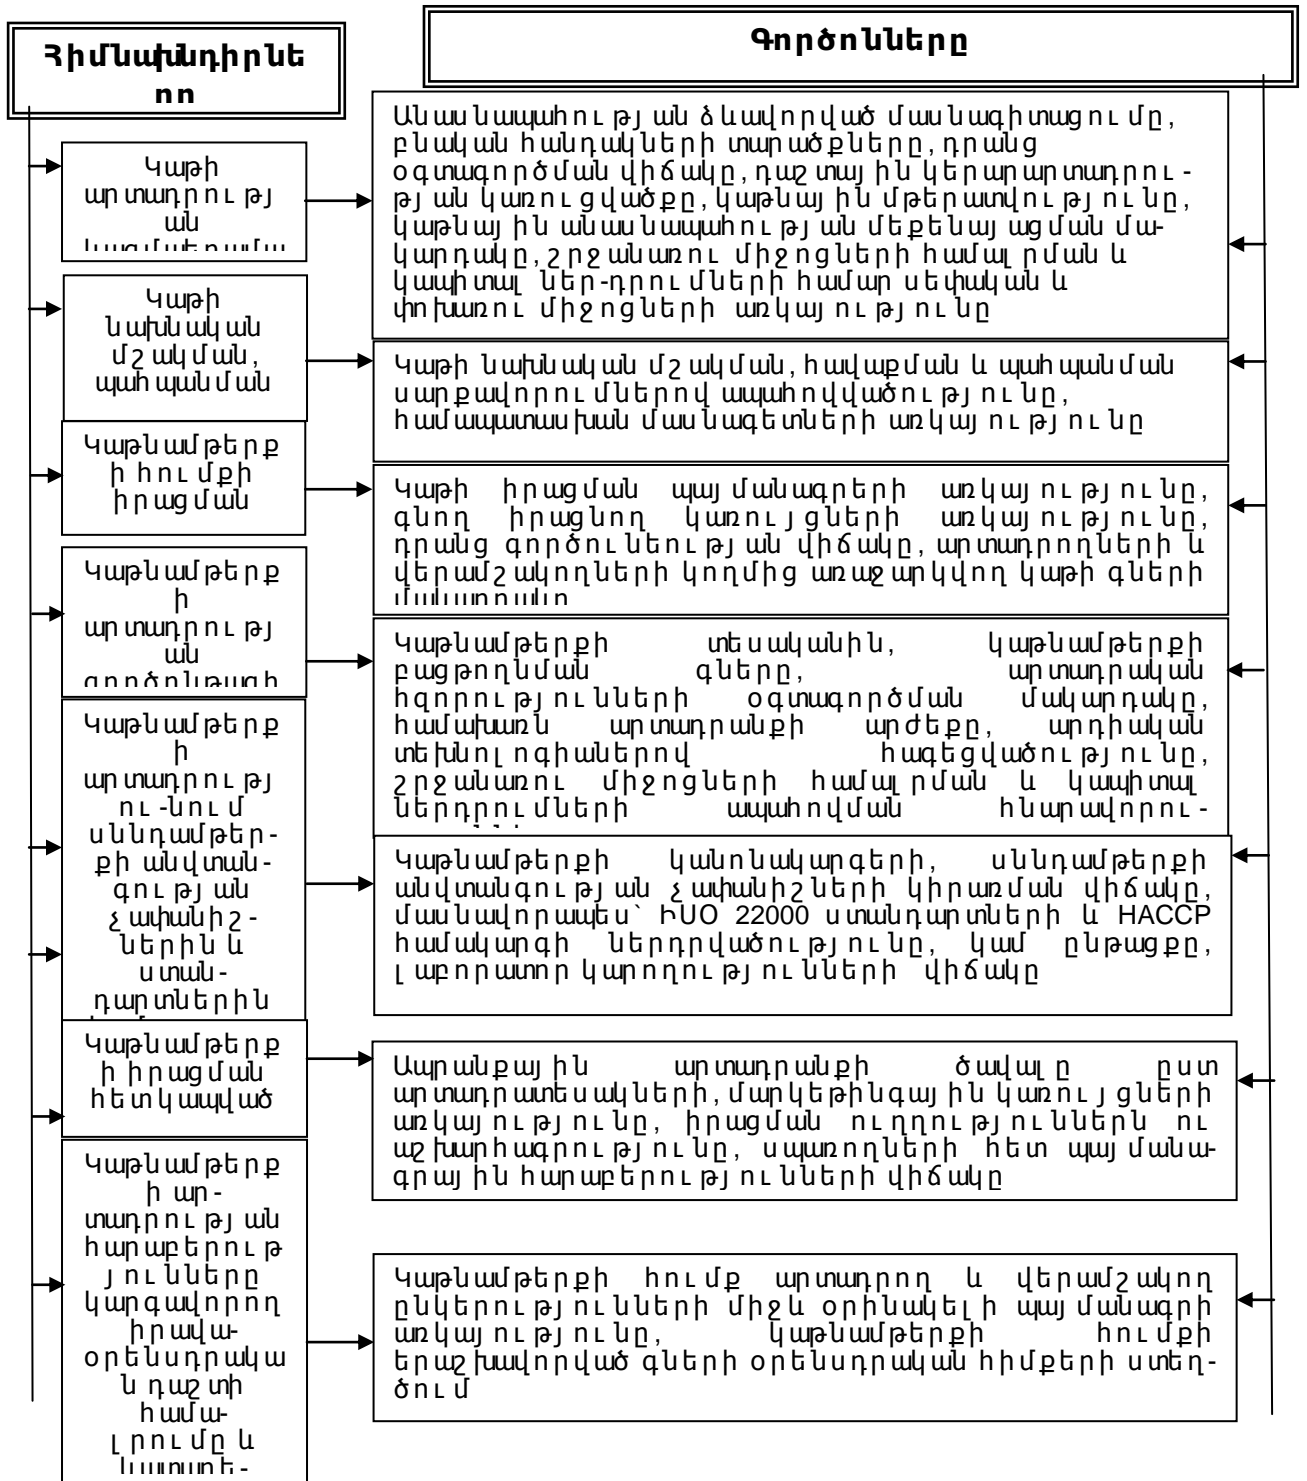 Հիմնախնդիրնե
Գործոնները
Կաթի
արտադրությ
ան
Անասնապահության ձևավորված մասնագիտացումը,
բնական հանդակների տարածքները, դրանց
օգտագործման վիճակը, դաշտային կերարարտադրու-
թյան կառուցվածքը, կաթնային մթերատվությունը,
կաթնային անասնապահության մեքենայացման մա-
կարդակը, շրջանառու միջոցների համալրման և
կապիտալ ներ-դրումների համար սեփական և
փոխառու միջոցների առկայությունը
Կաթի
նախնական
մշակման,
պահպանման
Կաթի նախնական մշակման, հավաքման և պահպանման
սարքավորումներով ապահովվածությունը,
համապատասխան մասնագետների առկայությունը
Կաթնամթերք
ի հումքի
իրացման
Կաթի իրացման պայմանագրերի առկայությունը,
գնող իրացնող կառույցների առկայությունը,
դրանց գործունեության վիճակը, արտադրողների և
վերամշակողների կողմից առաջարկվող կաթի գների
Կաթնամթերք
ի
արտադրությ
ան
գործընթացի
Կաթնամթերքի տեսականին, կաթնամթերքի
բացթողնման գները, արտադրական
հզորությունների օգտագործման մակարդակը,
համախառն արտադրանքի արժեքը, արդիական
տեխնոլոգիաներով հագեցվածությունը,
շրջանառու միջոցների համալրման և կապիտալ
ներդրումների ապահովման հնարավորու-
Կաթնամթերք
ի
արտադրությ
ու-նում
սննդամթեր-
քի անվտան-
գության
չափանիշ-
ներին և
ստան-
դարտներին
Կաթնամթերքի կանոնակարգերի, սննդամթերքի
անվտանգության չափանիշների կիրառման վիճակը,
մասնավորապես՝ ԻՍՕ 22000 ստանդարտների և HACCP
համակարգի ներդրվածությունը, կամ ընթացքը,
լաբորատոր կարողությունների վիճակը
Կաթնամթերք
ի իրացման
հետկապված
Ապրանքային արտադրանքի ծավալը ըստ
արտադրատեսակների, մարկեթինգային կառույցների
առկայությունը, իրացման ուղղություններն ու
աշխարհագրությունը, սպառողների հետ պայմանա-
գրային հարաբերությունների վիճակը
Կաթնամթերք
ի ար-
տադրության
հարաբերութ
յունները
կարգավորող
իրավա-
օրենսդրակա
ն դաշտի
համա-
լրումը և
կատարե-
Կաթնամթերքի հումք արտադրող և վերամշակող
ընկերությունների միջև օրինակելի պայմանագրի
առկայությունը, կաթնամթերքի հումքի
երաշխավորված գների օրենսդրական հիմքերի ստեղ-
ծում